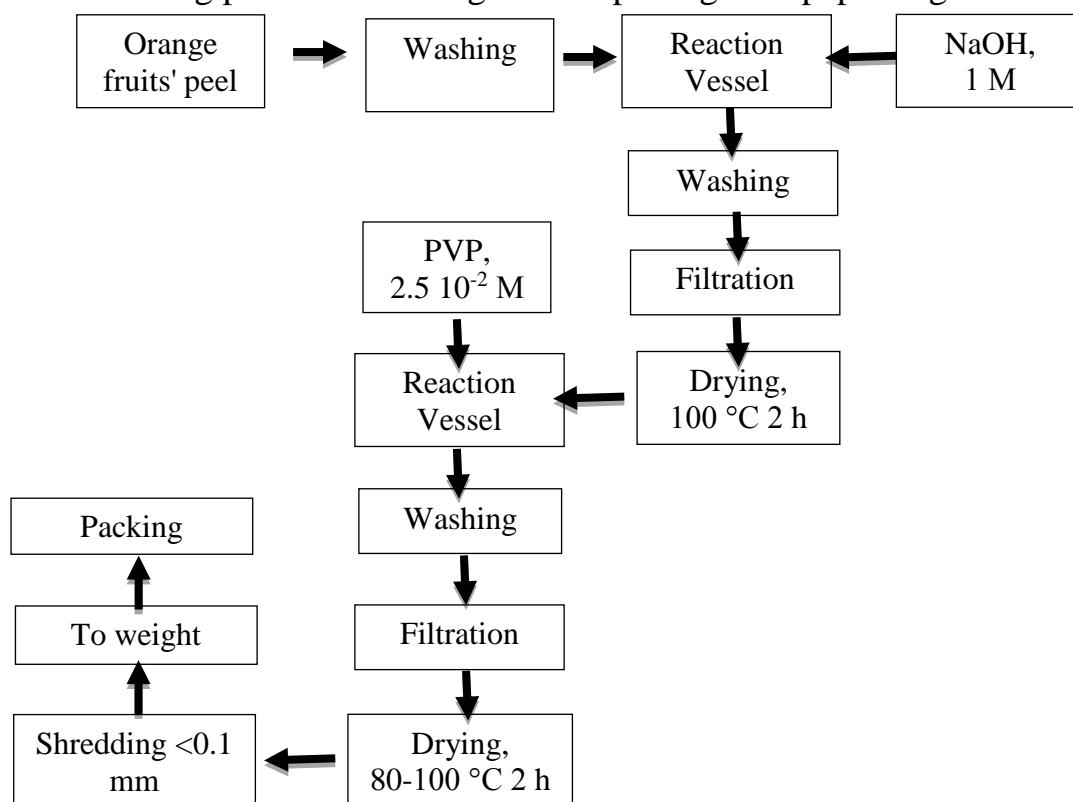 Orange
fruits' peel
Washing
Reaction
Vessel
NaOH,
1 M
Washing
PVP,
2.5 10⁻² M
Filtration
Reaction
Vessel
Drying,
100 °C 2 h
Packing
Washing
To weight
Filtration
Shredding <0.1
mm
Drying,
80-100 °C 2 h